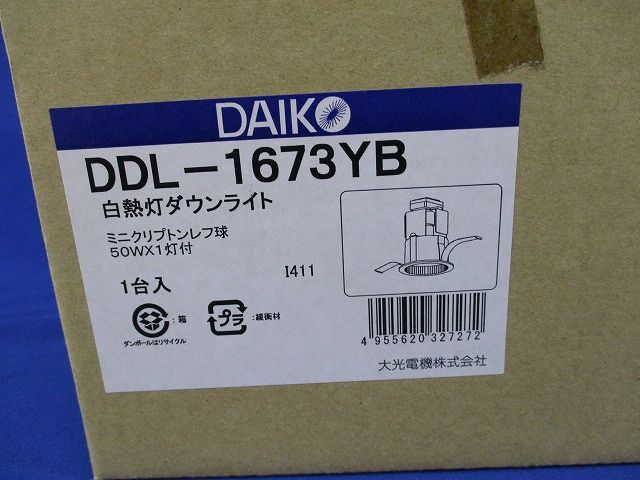 DAIKO
DDL-1673YB
白熱灯ダウンライト
ミニクリプトンレフ球
50WX1灯付
1台入
I411
:箱
ダンボールはリサイクル
プラ
:緩衝材
4 955620 327272
大光電機株式会社